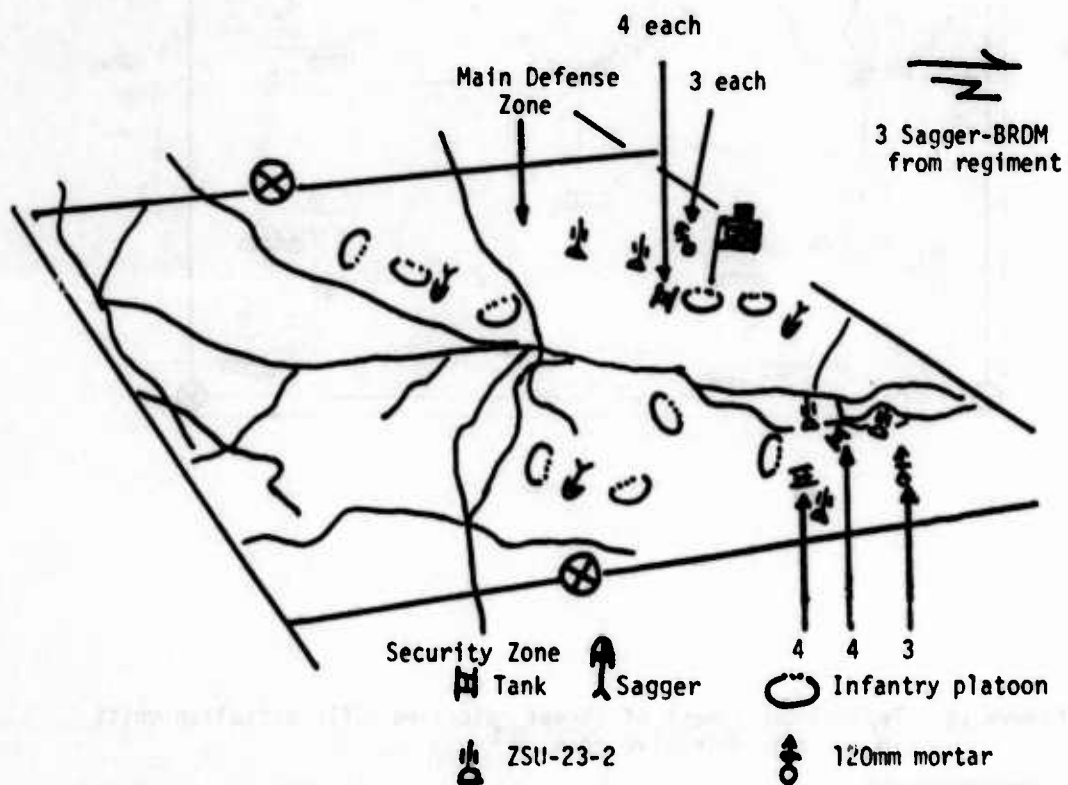 4 each
Main Defense
Zone
3 each
3 Sagger-BRDM
from regiment
4 4 3
Security Zone
Tank
Sagger
Infantry platoon
ZSU-23-2
120mm mortar